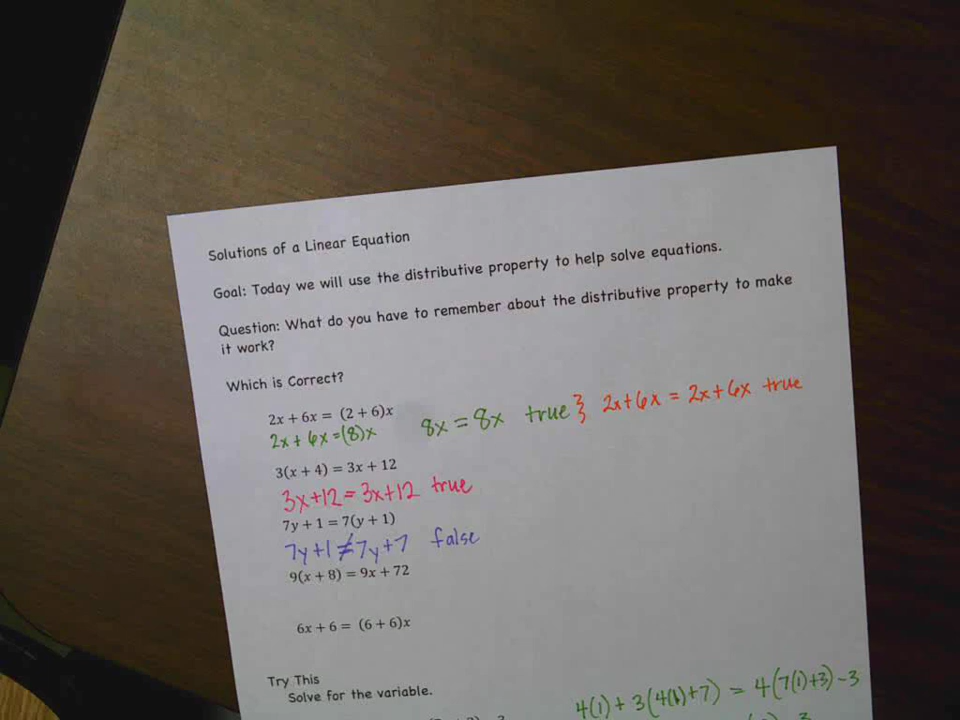 Solutions of a Linear Equation
Goal: Today we will use the distributive property to help solve equations.
Question: What do you have to remember about the distributive property to make
it work?
Which is Correct?
2x + 6x = (2 + 6)x
2x + 6x = (8)x 8x = 8x true 2x+6x = 2x+6x true
3(x + 4) = 3x + 12
3x+12 = 3x+12 true
7y + 1 = 7(y + 1)
7y+1 ≠ 7y+7 false
9(x + 8) = 9x + 72
6x + 6 = (6 + 6)x
Try This
Solve for the variable.
4(1) + 3(4(1)+7) = 4(7(1)+3)-3